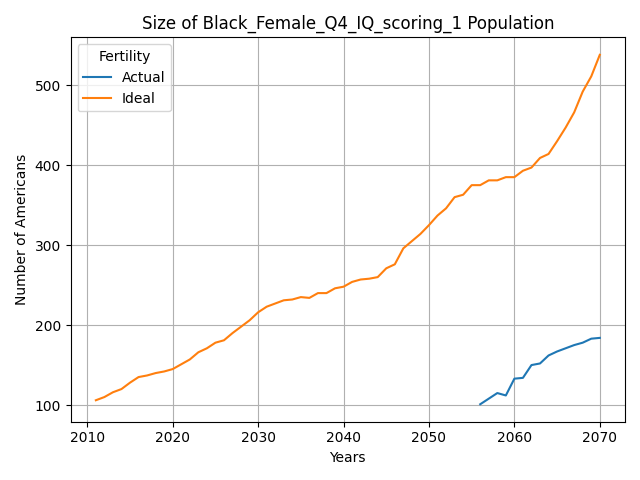 Size of Black_Female_Q4_IQ_scoring_1 Population
Fertility
Actual
Ideal
Number of Americans
500
400
300
200
100
2010 2020 2030 2040 2050 2060 2070
Years